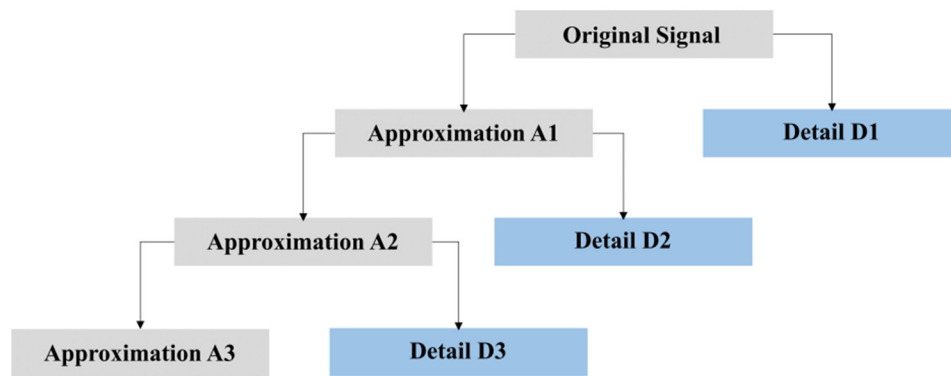 Original Signal
Approximation A1
Detail D1
Approximation A2
Detail D2
Approximation A3
Detail D3